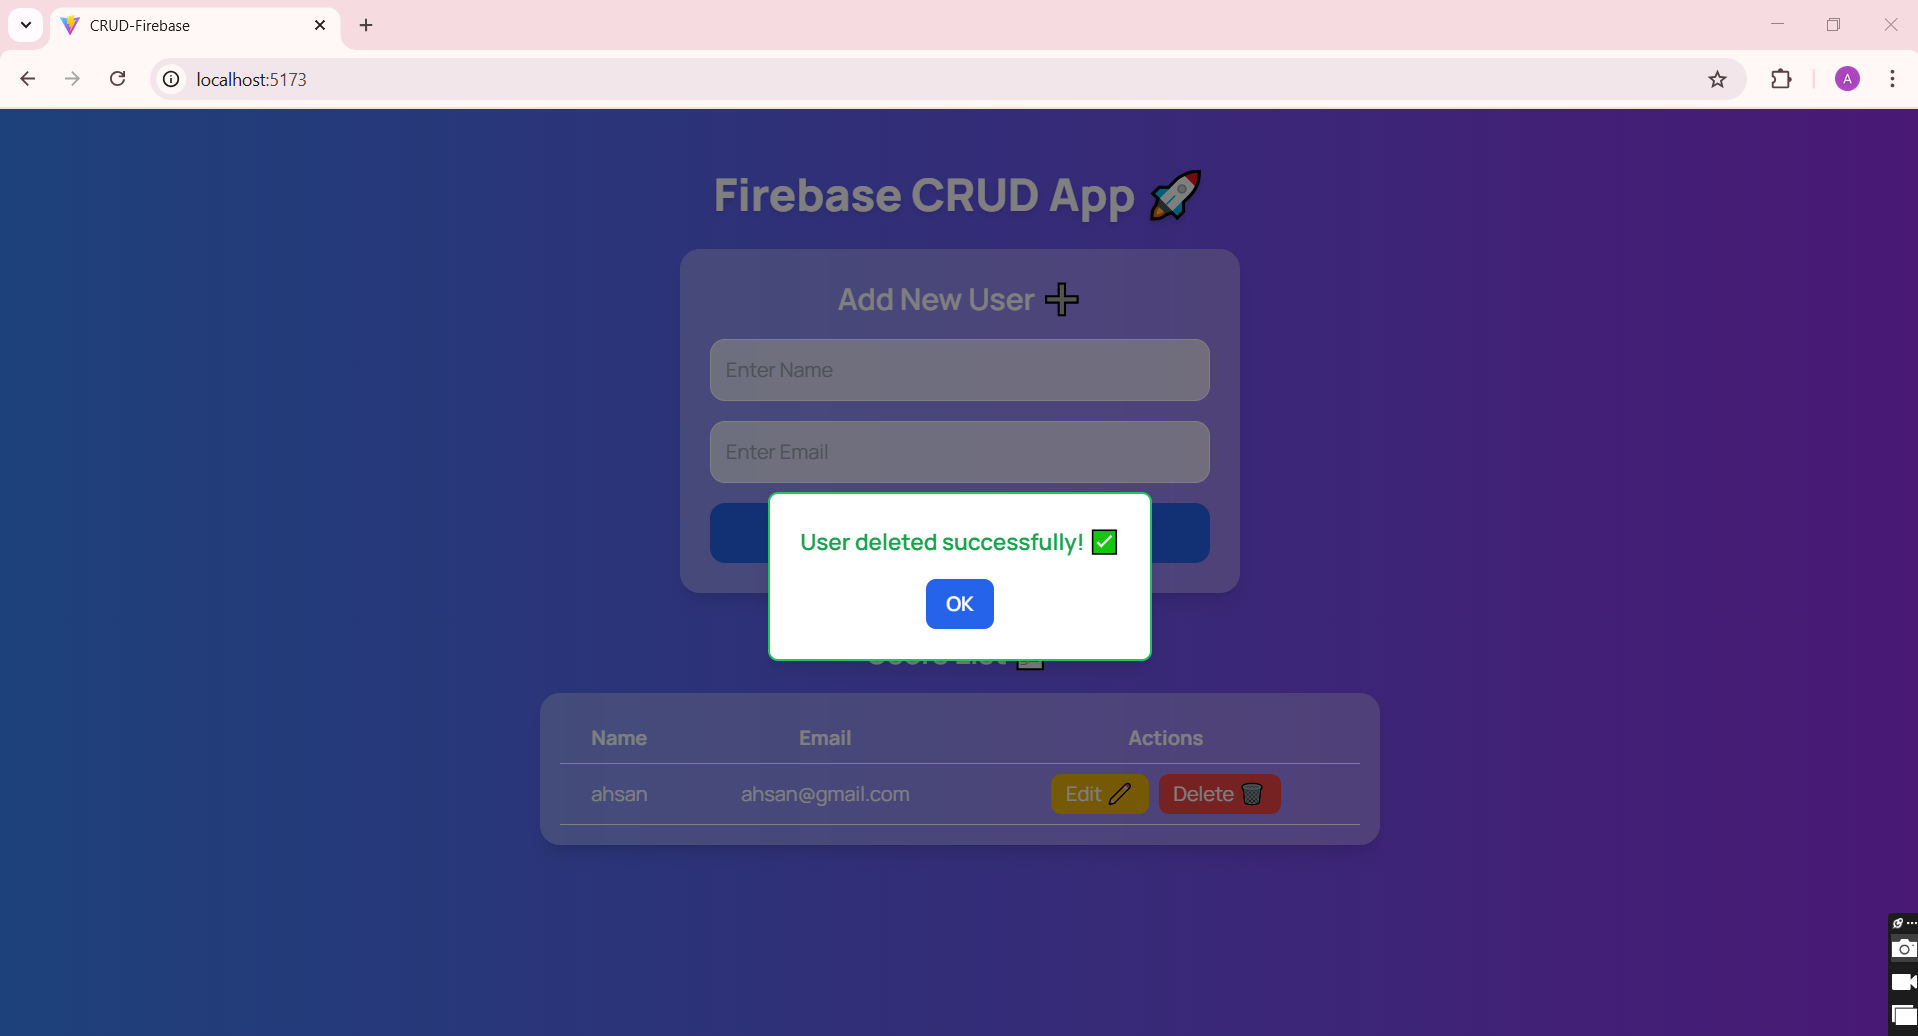 CRUD-Firebase
localhost:5173
A
Firebase CRUD App 🚀
Add New User ➕
Enter Name
Enter Email
User deleted successfully! ✅
OK
Name Email Actions
ahsan ahsan@gmail.com Edit ✏️ Delete 🗑️